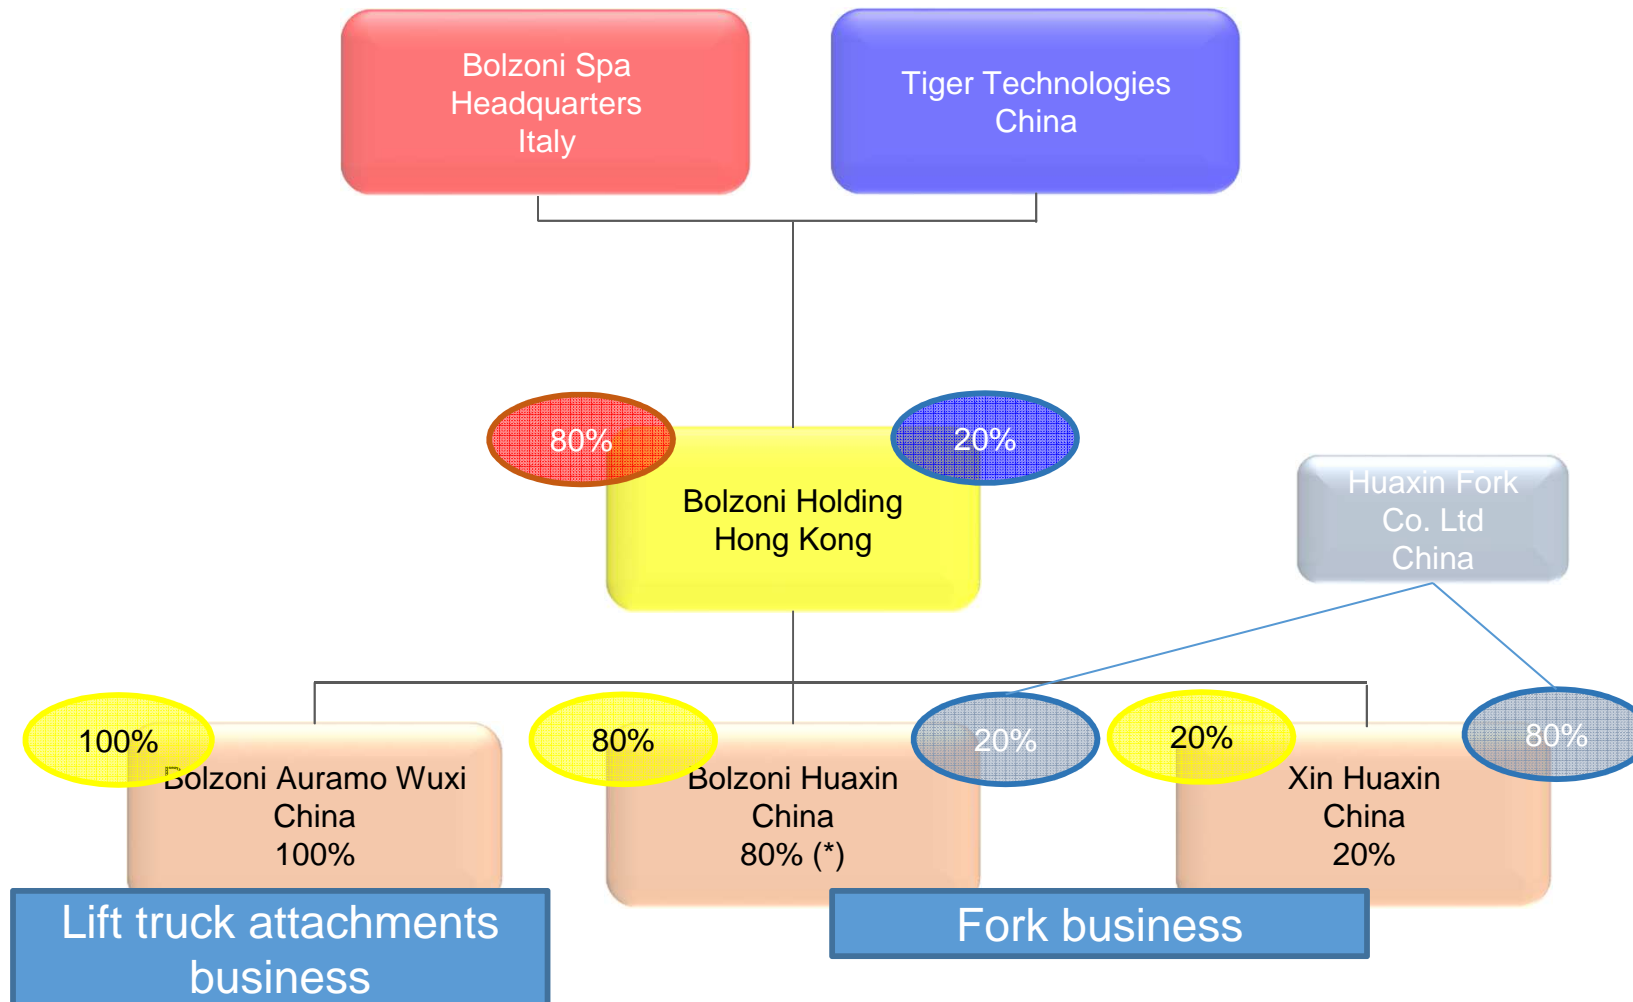 Bolzoni Spa
Headquarters
Italy
Tiger Technologies
China
80%
20%
Bolzoni Holding
Hong Kong
Huaxin Fork
Co. Ltd
China
100%
80%
20%
20%
80%
Bolzoni Auramo Wuxi
China
100%
Bolzoni Huaxin
China
80% (*)
Xin Huaxin
China
20%
Lift truck attachments
business
Fork business